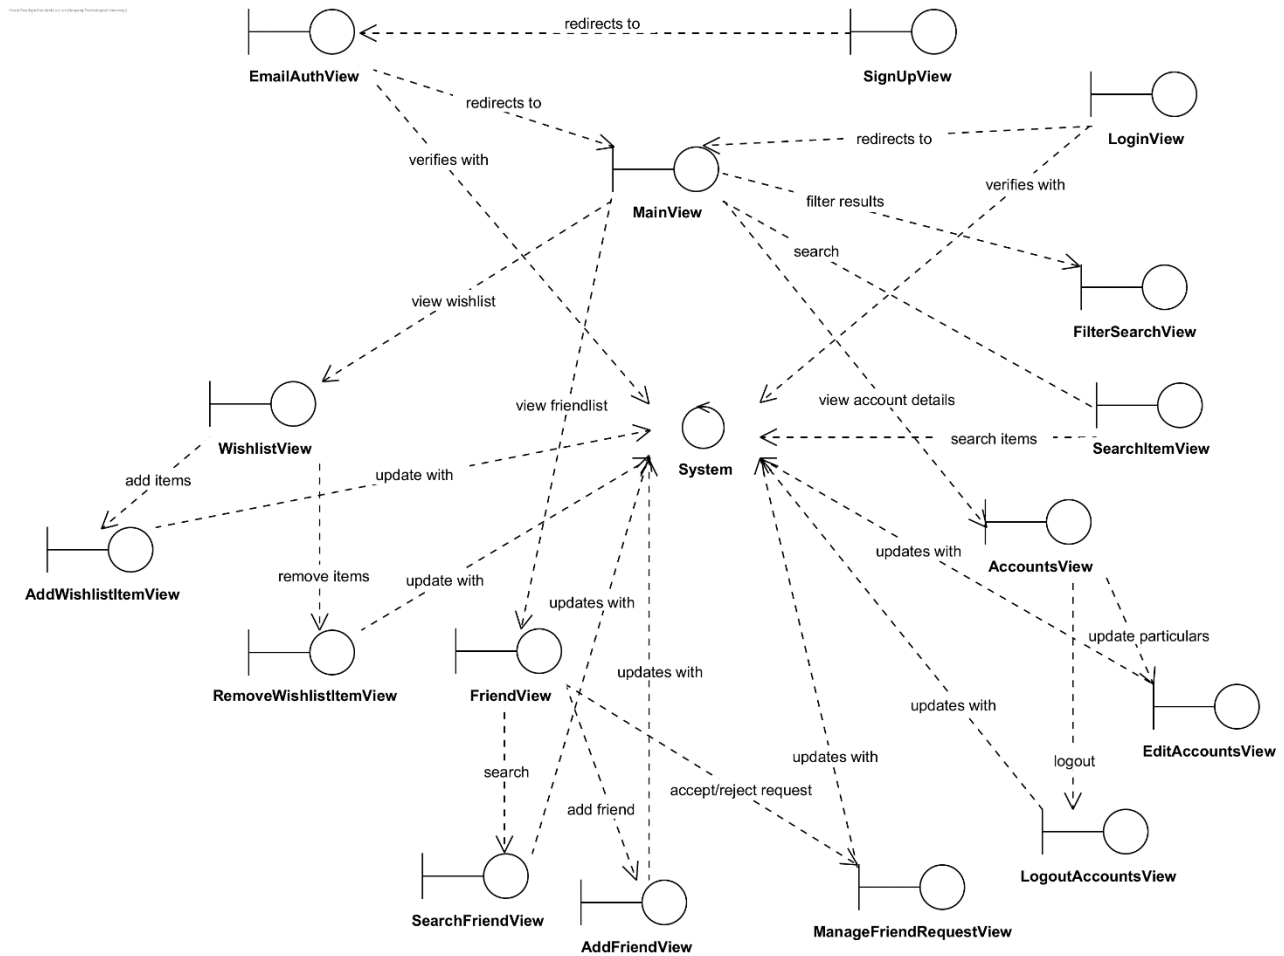 redirects to
EmailAuthView
SignUpView
redirects to
LoginView
redirects to
verifies with
verifies with
MainView
filter results
search
view wishlist
FilterSearchView
view friendlist
view account details
WishlistView
search items
SearchItemView
System
update with
add items
updates with
AccountsView
AddWishlistItemView
remove items
update with
updates with
update particulars
updates with
RemoveWishlistItemView
FriendView
updates with
EditAccountsView
updates with
logout
search
accept/reject request
add friend
LogoutAccountsView
SearchFriendView
ManageFriendRequestView
AddFriendView